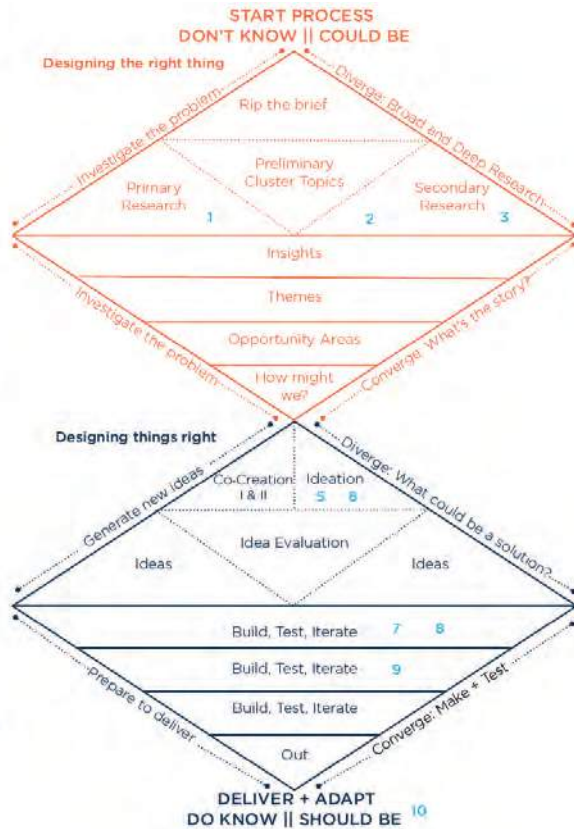 START PROCESS
DON'T KNOW || COULD BE
Designing the right thing
Investigate the problem
Diverge: Broad and Deep Research
Rip the brief
Preliminary
Cluster Topics
Primary
Research
1
2
Secondary
Research
3
Insights
Themes
Opportunity Areas
How might
we?
Investigate the problem
Converge: What's the story?
Designing things right
Generate new ideas
Diverge: What could be a solution?
Co-Creation
I & II
Ideation
5 8
Idea Evaluation
Ideas
Ideas
Build, Test, Iterate 7 8
Build, Test, Iterate 9
Build, Test, Iterate
Out
Prepare to deliver
Converge: Make + Test
DELIVER + ADAPT
DO KNOW || SHOULD BE 10